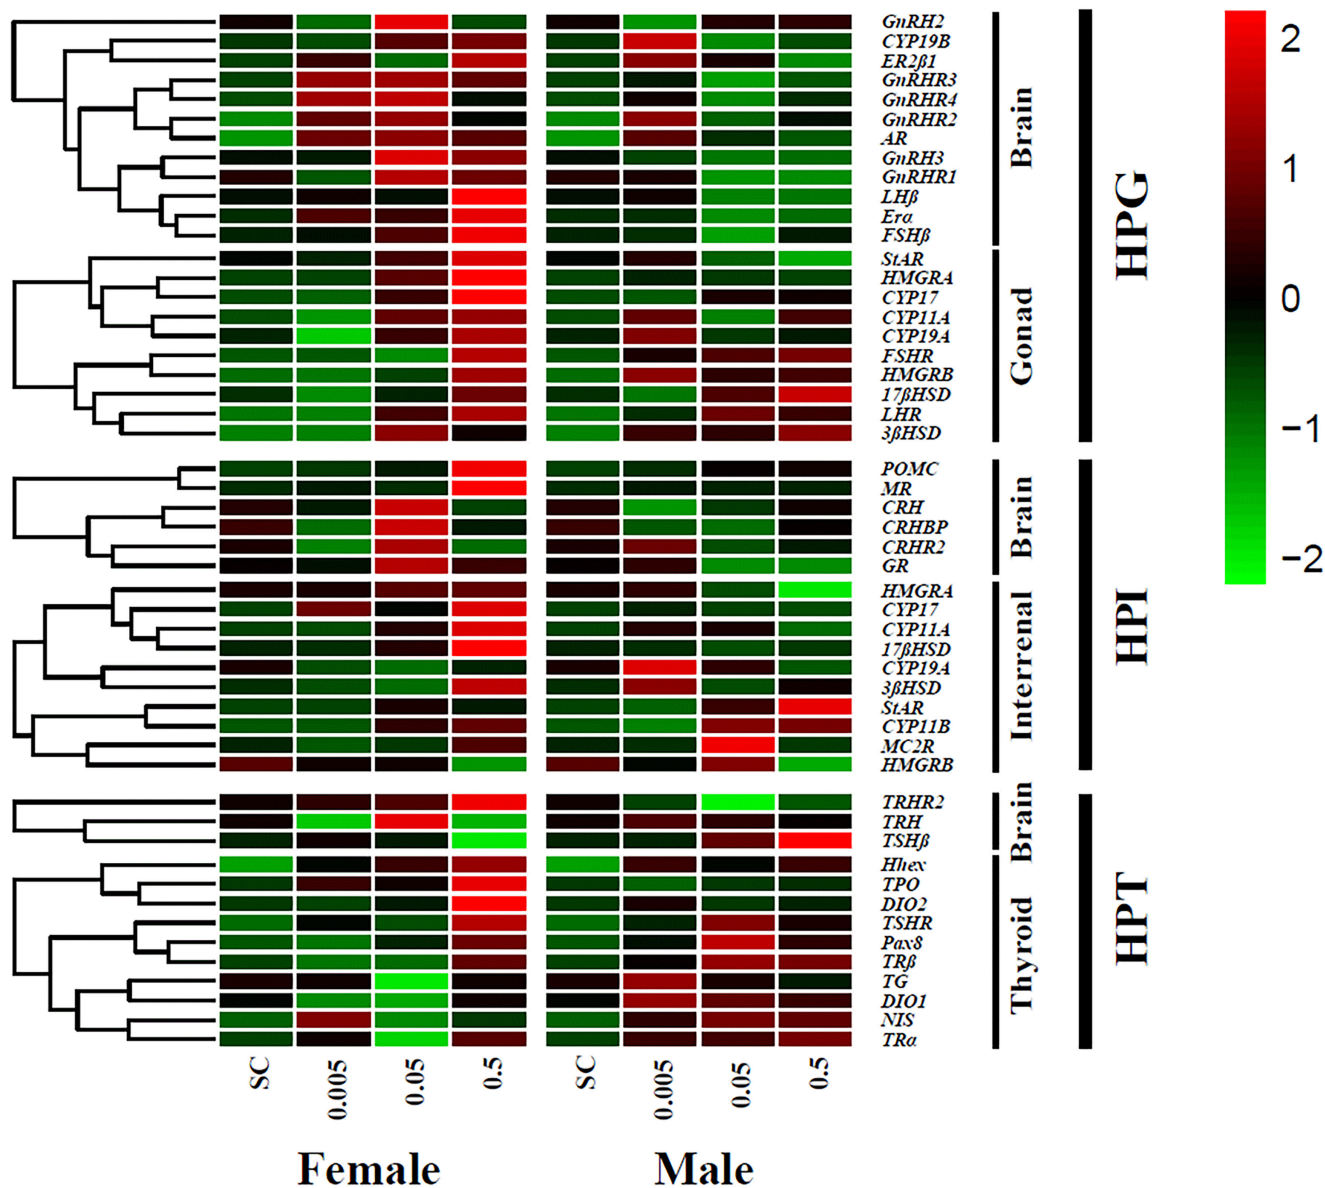 GnRH2
CYP19B
ER2β1
GnRHR3
GnRHR4
GnRHR2
AR
GnRH3
GnRHR1
LHβ
Erα
FSHβ
Brain
StAR
HMGRA
CYP17
CYP11A
CYP19A
FSHR
HMGRB
17βHSD
LHR
3βHSD
Gonad
HPG
POMC
MR
CRH
CRHBP
CRHR2
GR
Brain
HMGRA
CYP17
CYP11A
17βHSD
CYP19A
3βHSD
StAR
CYP11B
MC2R
HMGRB
Interrenal
HPI
TRHR2
TRH
TSHβ
Brain
Hhex
TPO
DIO2
TSHR
Pax8
TRβ
TG
DIO1
NIS
TRα
Thyroid
HPT
2
1
0
−1
−2
SC 0.005 0.05 0.5 SC 0.005 0.05 0.5
Female Male